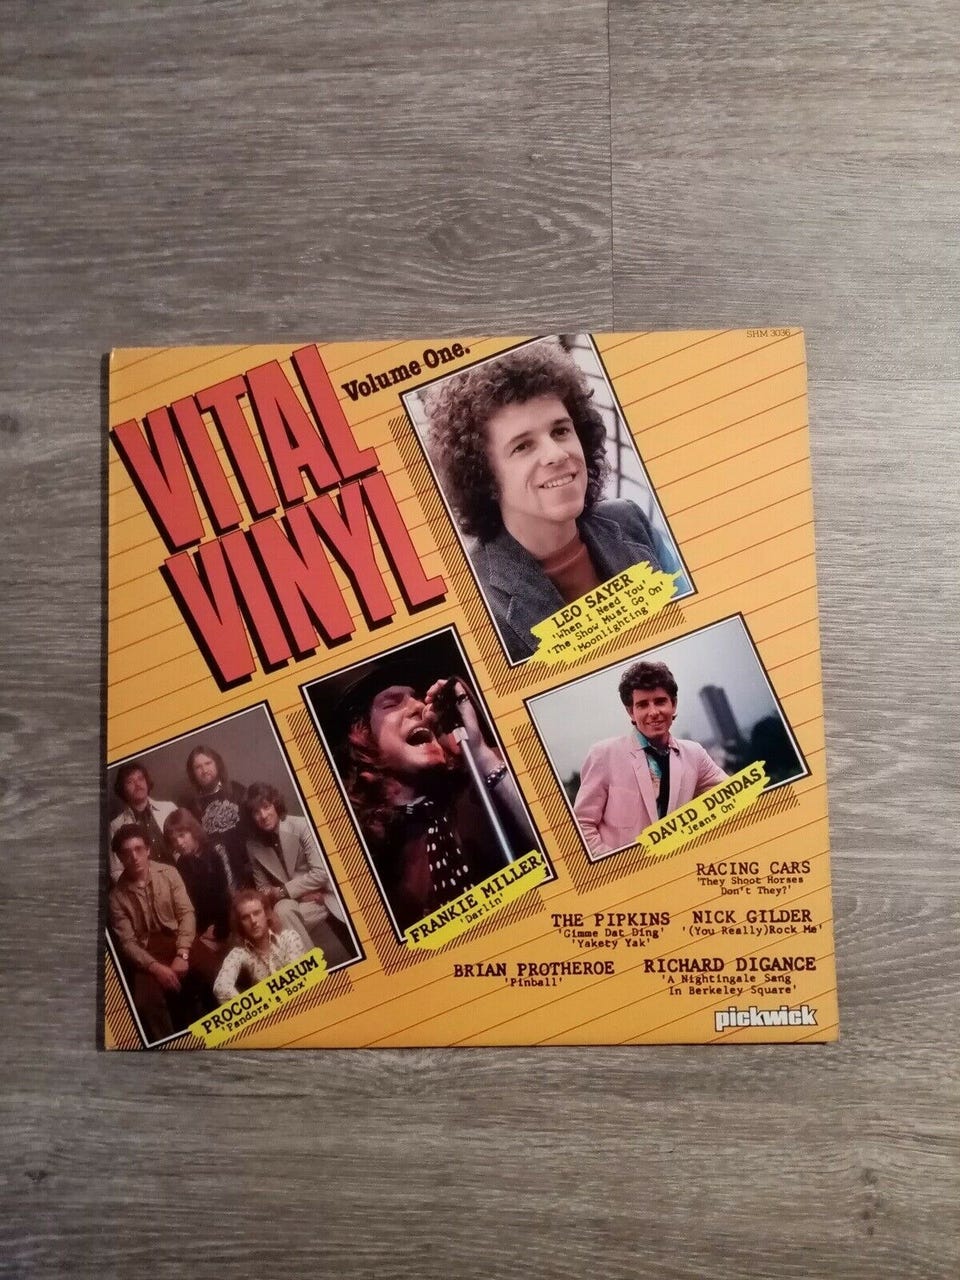 SHM 3036
VITAL
VINYL
Volume One.
LEO SAYER
'When I Need You'
'The Show Must Go On'
'Moonlighting'
DAVID DUNDAS
'Jeans On'
FRANKIE MILLER
'Darlin'
PROCOL HARUM
'Pandora's Box'
RACING CARS
'They Shoot Horses
Don't They?'
THE PIPKINS
'Gimme Dat Ding'
'Yakety Yak'
NICK GILDER
'(You Really)Rock Me'
BRIAN PROTHEROE
'Pinball'
RICHARD DIGANCE
'A Nightingale Sang
In Berkeley Square'
pickwick